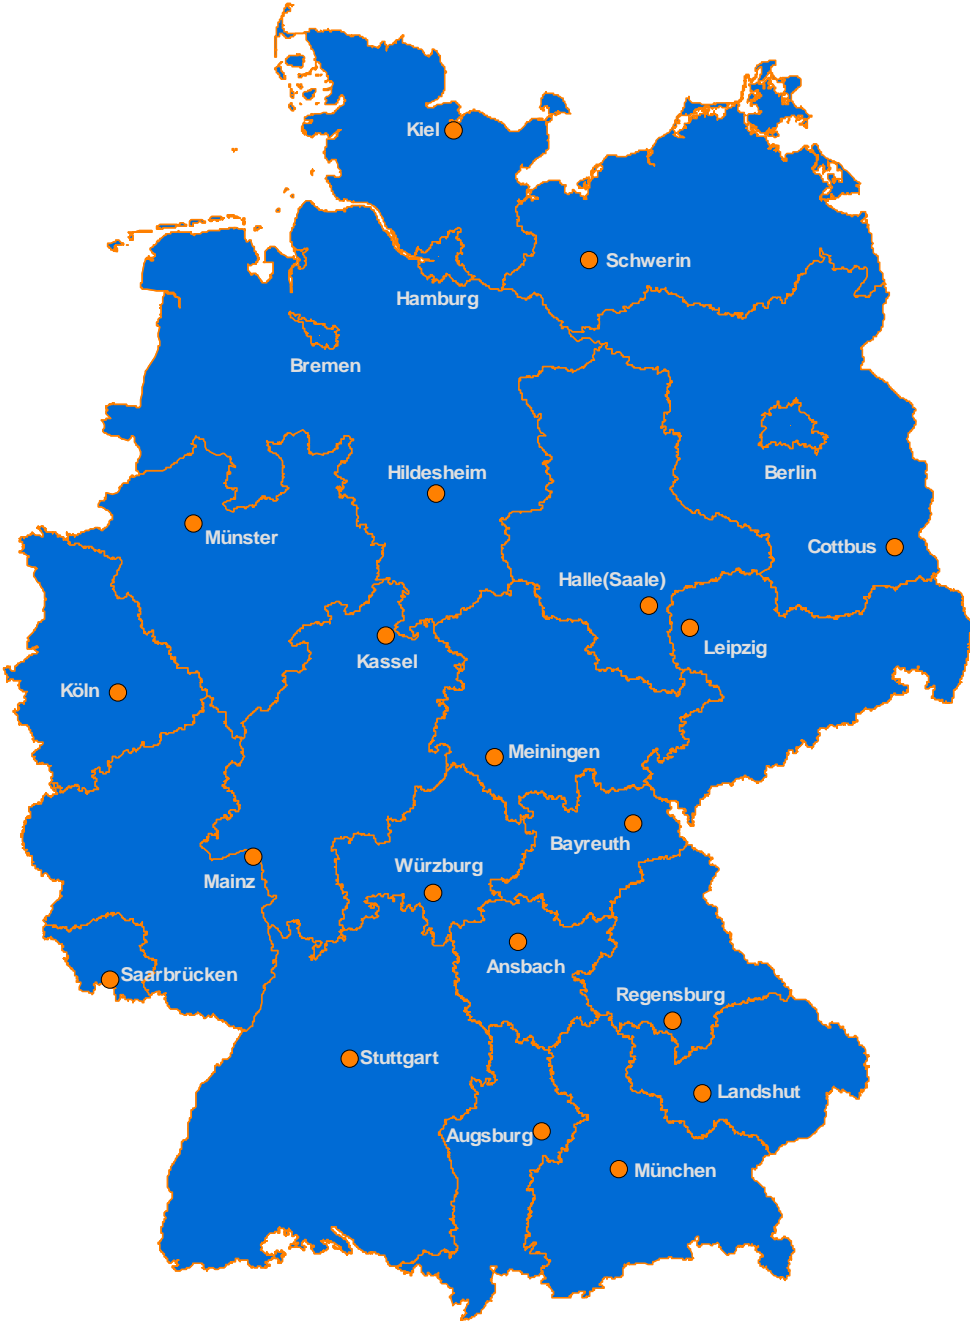 Kiel
Schwerin
Hamburg
Bremen
Hildesheim
Berlin
Münster
Cottbus
Halle(Saale)
Leipzig
Kassel
Köln
Meiningen
Bayreuth
Würzburg
Mainz
Ansbach
Saarbrücken
Regensburg
Stuttgart
Landshut
Augsburg
München